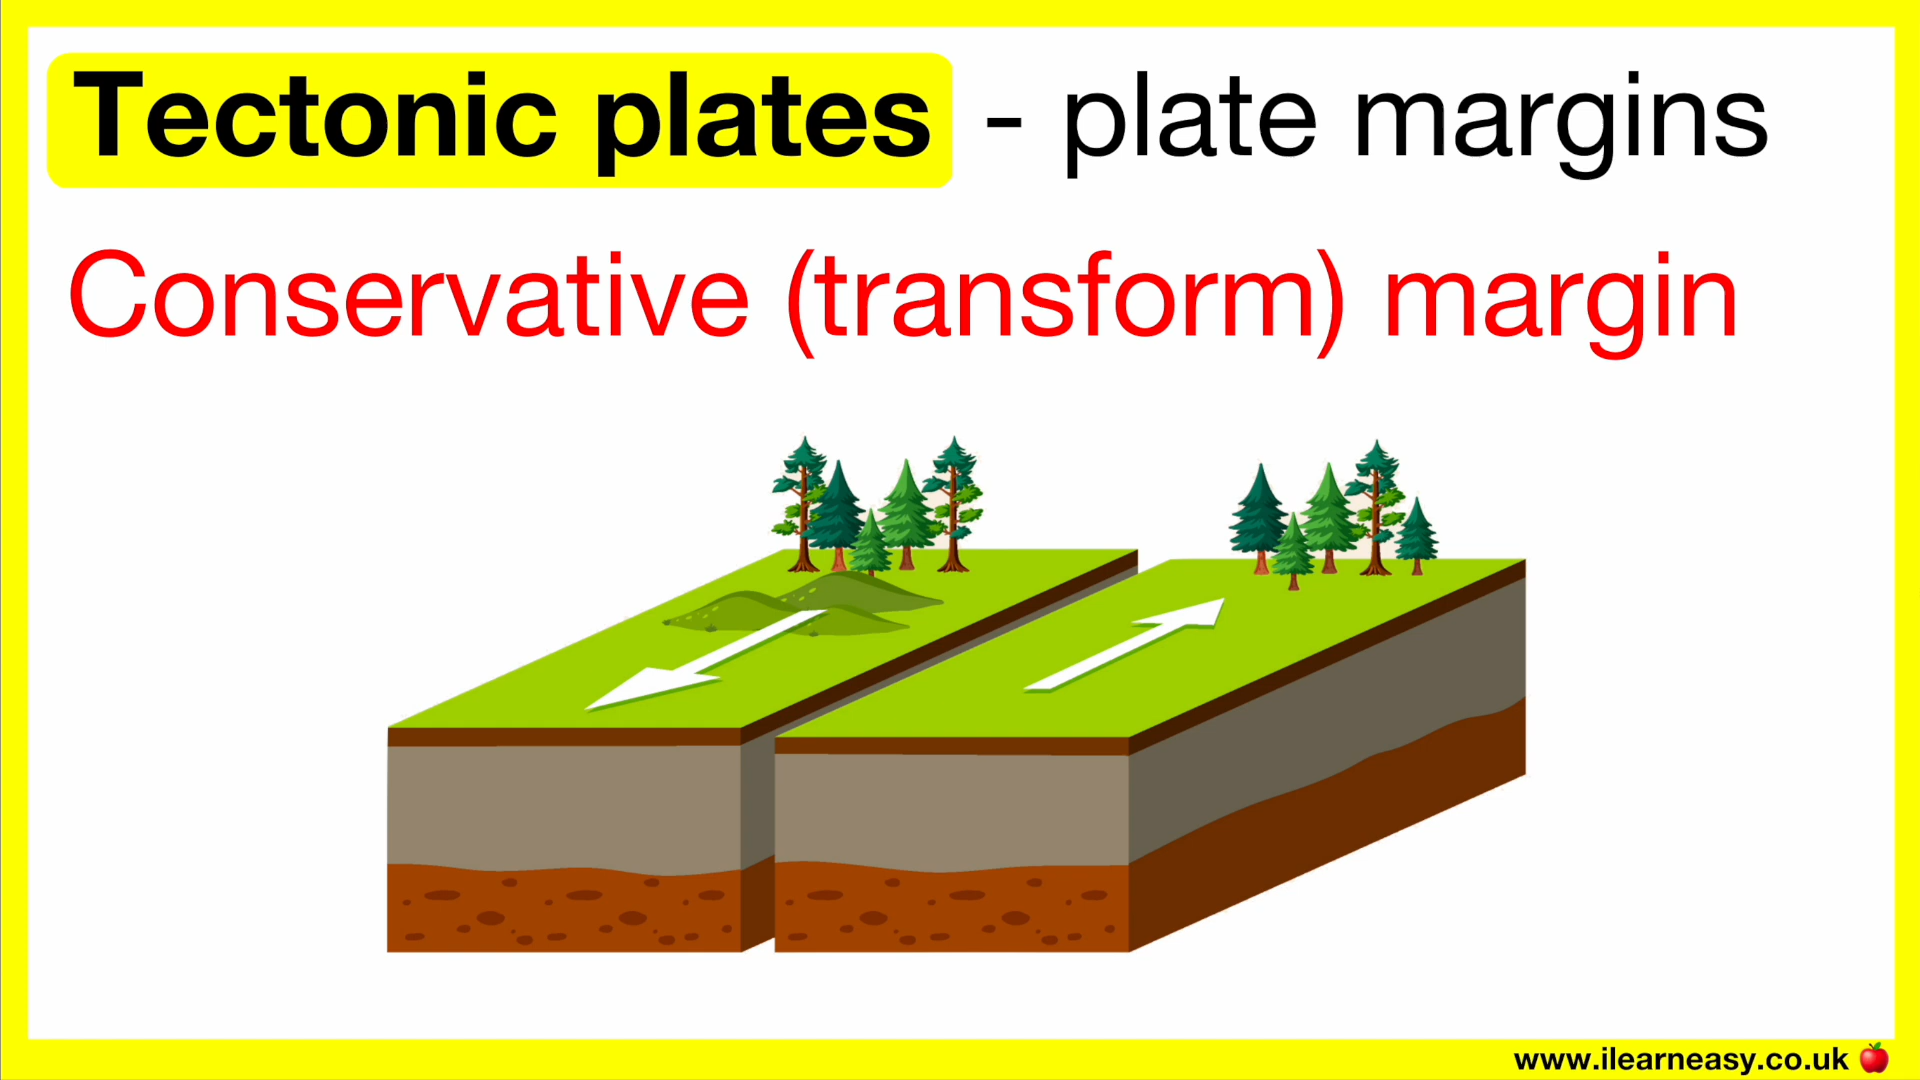 Tectonic plates - plate margins
Conservative (transform) margin
www.ilearneasy.co.uk